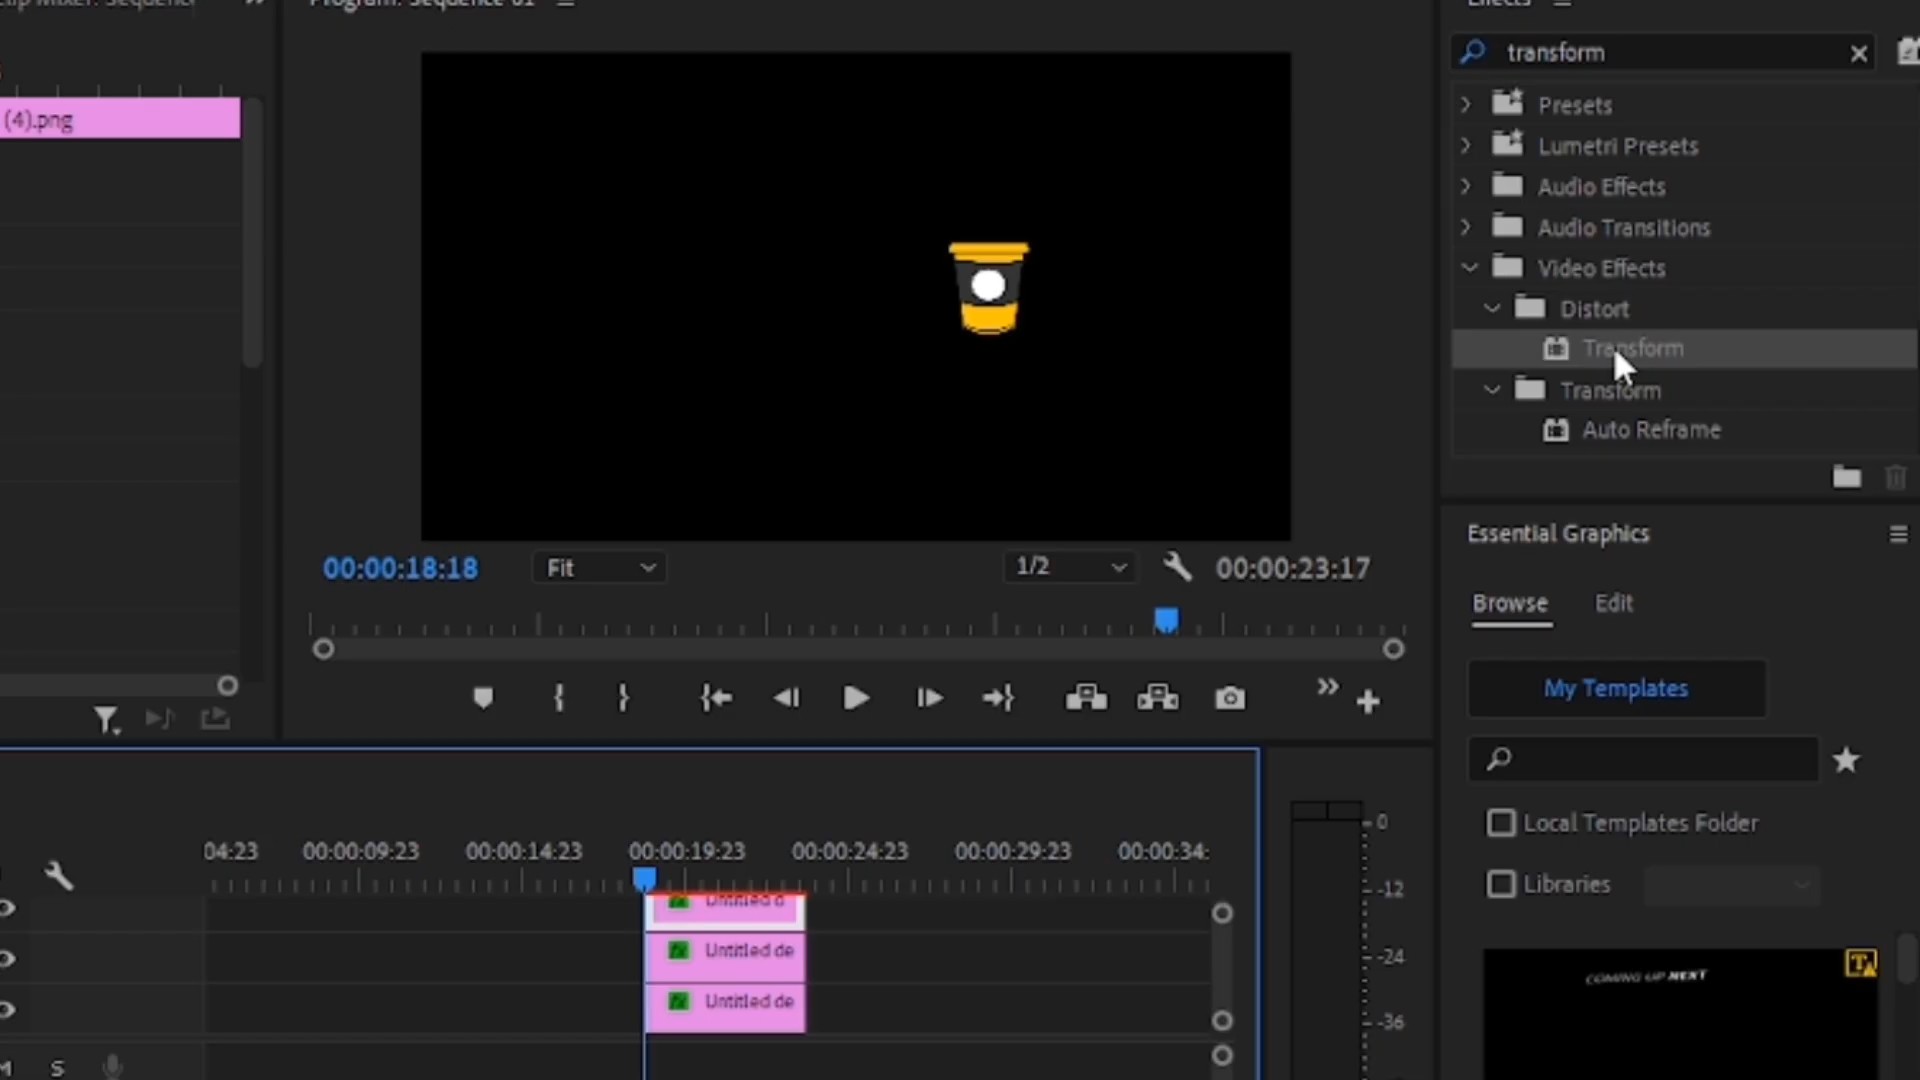 Program: Sequence 01
Effects
transform
(4).png
Presets
Lumetri Presets
Audio Effects
Audio Transitions
Video Effects
Distort
Transform
Transform
Auto Reframe
00:00:18:18
Fit
1/2
00:00:23:17
Essential Graphics
Browse
Edit
My Templates
Local Templates Folder
Libraries
04:23
00:00:09:23
00:00:14:23
00:00:19:23
00:00:24:23
00:00:29:23
00:00:34:
0
-12
-24
-36
fx Untitled d
fx Untitled de
fx Untitled de
M S
COMING UP NEXT